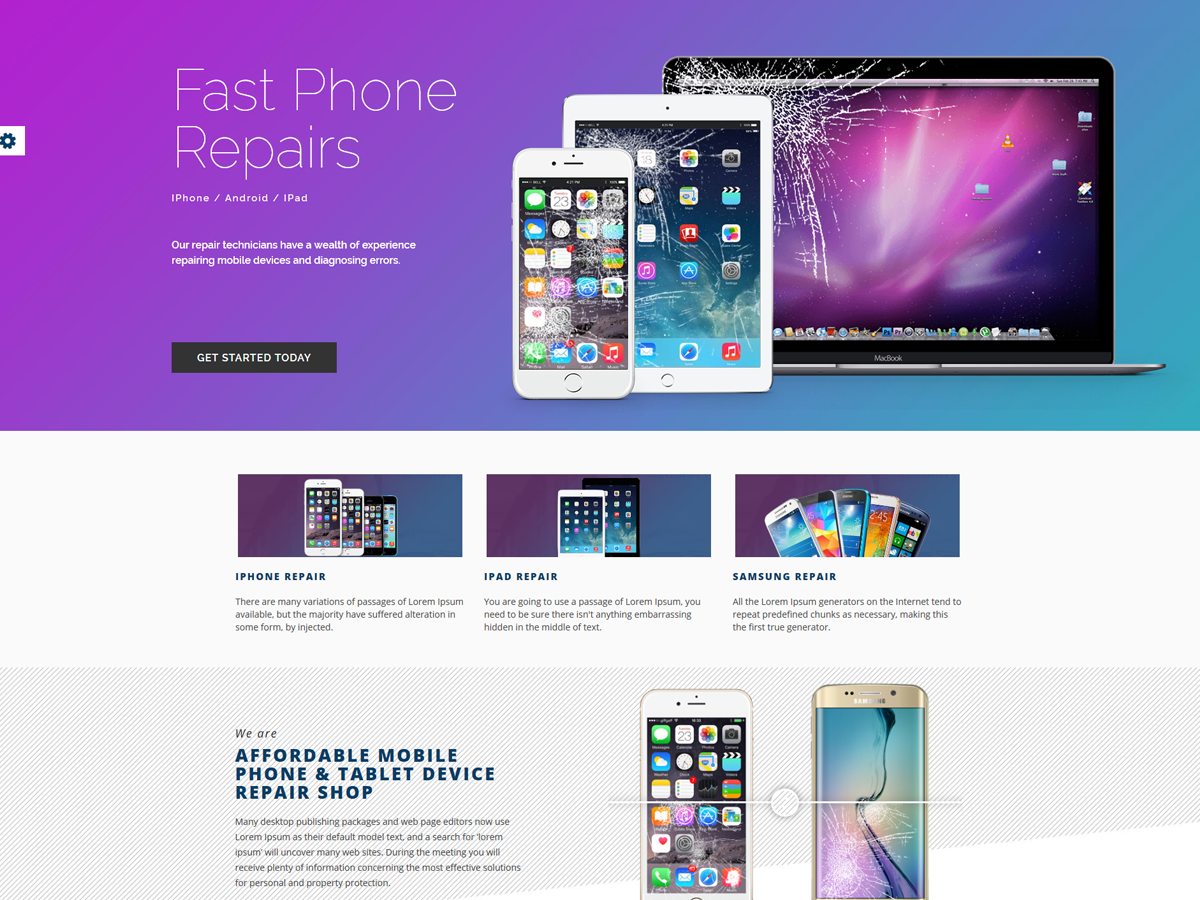 Fast Phone
Repairs
IPhone / Android / IPad
Our repair technicians have a wealth of experience
repairing mobile devices and diagnosing errors.
GET STARTED TODAY
MacBook
IPHONE REPAIR
There are many variations of passages of Lorem Ipsum
available, but the majority have suffered alteration in
some form, by injected.
IPAD REPAIR
You are going to use a passage of Lorem Ipsum, you
need to be sure there isn't anything embarrassing
hidden in the middle of text.
SAMSUNG REPAIR
All the Lorem Ipsum generators on the Internet tend to
repeat predefined chunks as necessary, making this
the first true generator.
We are
AFFORDABLE MOBILE
PHONE & TABLET DEVICE
REPAIR SHOP
Many desktop publishing packages and web page editors now use
Lorem Ipsum as their default model text, and a search for 'lorem
ipsum' will uncover many web sites. During the meeting you will
receive plenty of information concerning the most effective solutions
for personal and property protection.
SAMSUNG